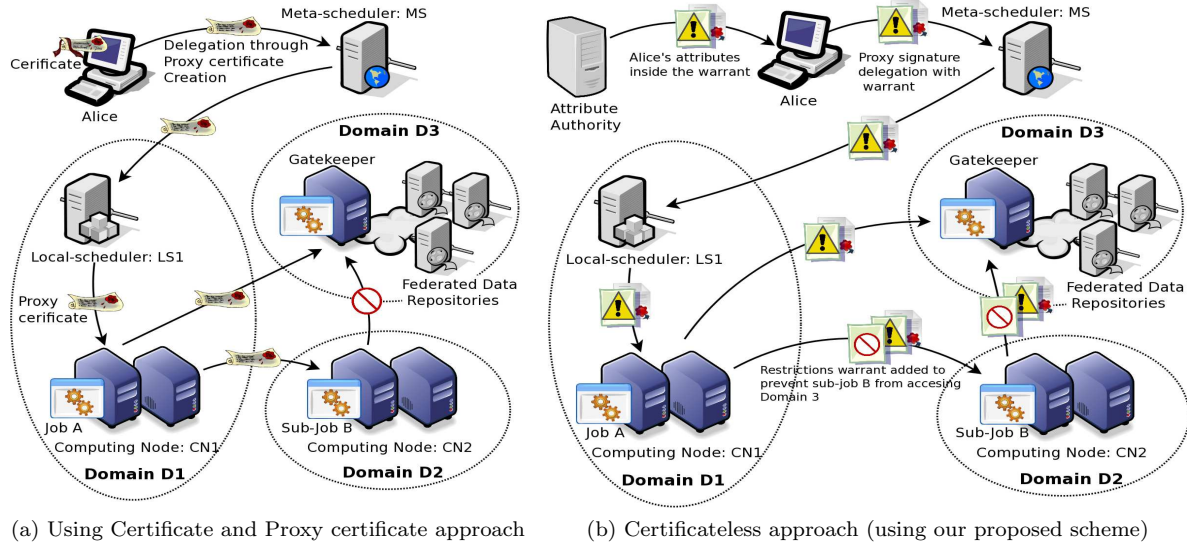 Meta-scheduler: MS
Cerificate
Delegation through
Proxy certificate
Creation
Alice
Domain D3
Gatekeeper
Local-scheduler: LS1
Federated Data
Repositories
Proxy
cerificate
Job A
Computing Node: CN1
Domain D1
Sub-Job B
Computing Node: CN2
Domain D2
(a) Using Certificate and Proxy certificate approach
Meta-scheduler: MS
Alice's attributes
inside the warrant
Proxy signature
delegation with
warrant
Attribute
Authority
Alice
Domain D3
Gatekeeper
Local-scheduler: LS1
Federated Data
Repositories
Restrictions warrant added to
prevent sub-job B from accesing
Domain 3
Job A
Computing Node: CN1
Domain D1
Sub-Job B
Computing Node: CN2
Domain D2
(b) Certificateless approach (using our proposed scheme)